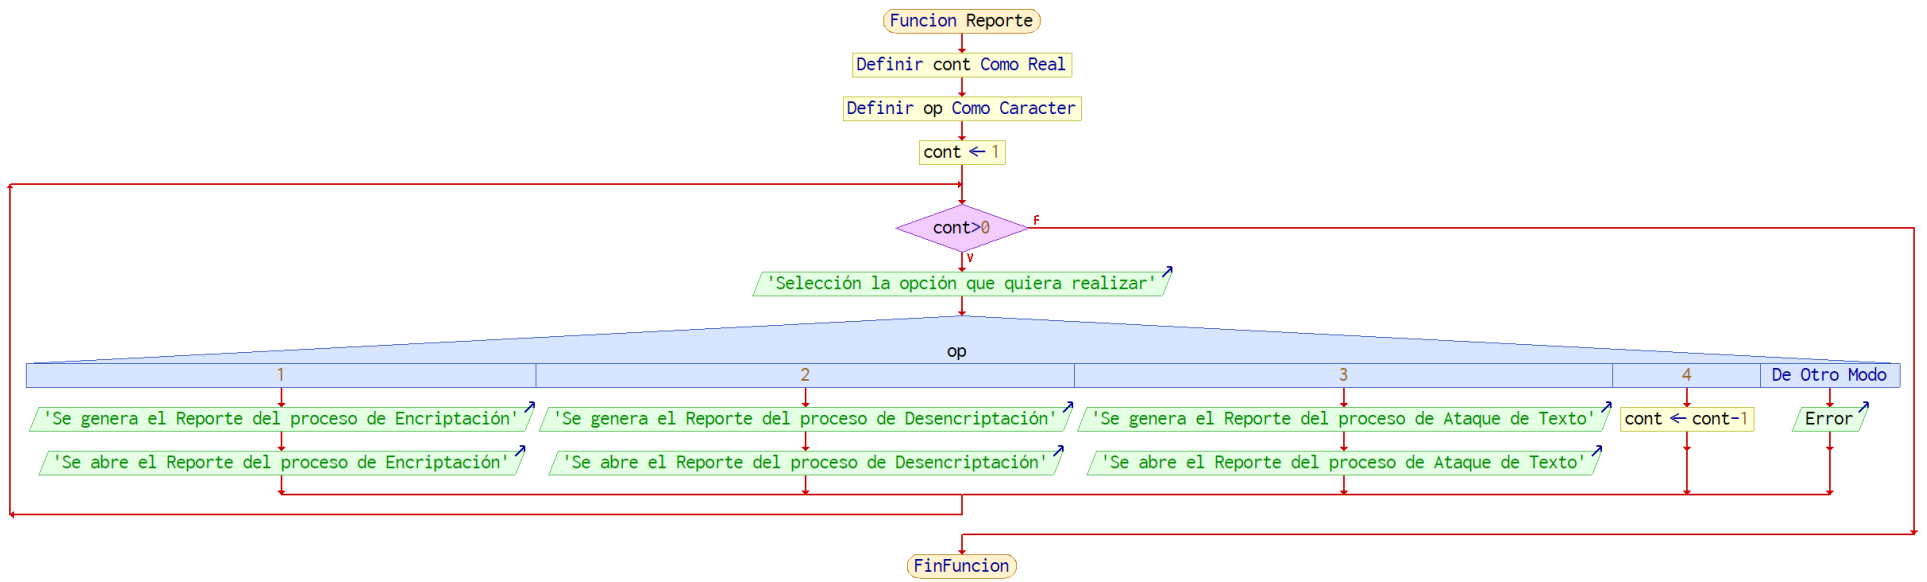 Funcion Reporte
Definir cont Como Real
Definir op Como Caracter
cont ← 1
cont>0
F
V
'Selección la opción que quiera realizar'
op
1 2 3 4 De Otro Modo
'Se genera el Reporte del proceso de Encriptación' 'Se genera el Reporte del proceso de Desencriptación' 'Se genera el Reporte del proceso de Ataque de Texto' cont ← cont-1 Error
'Se abre el Reporte del proceso de Encriptación' 'Se abre el Reporte del proceso de Desencriptación' 'Se abre el Reporte del proceso de Ataque de Texto'
FinFuncion